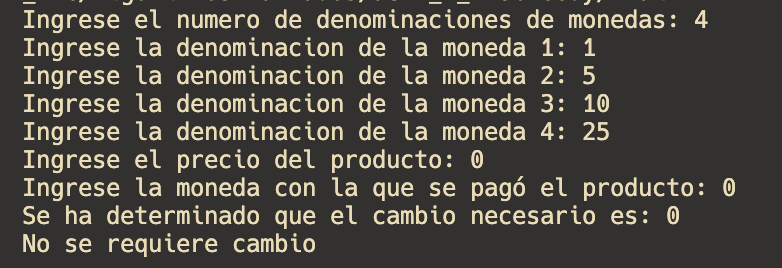 Ingrese el numero de denominaciones de monedas: 4
Ingrese la denominacion de la moneda 1: 1
Ingrese la denominacion de la moneda 2: 5
Ingrese la denominacion de la moneda 3: 10
Ingrese la denominacion de la moneda 4: 25
Ingrese el precio del producto: 0
Ingrese la moneda con la que se pagó el producto: 0
Se ha determinado que el cambio necesario es: 0
No se requiere cambio